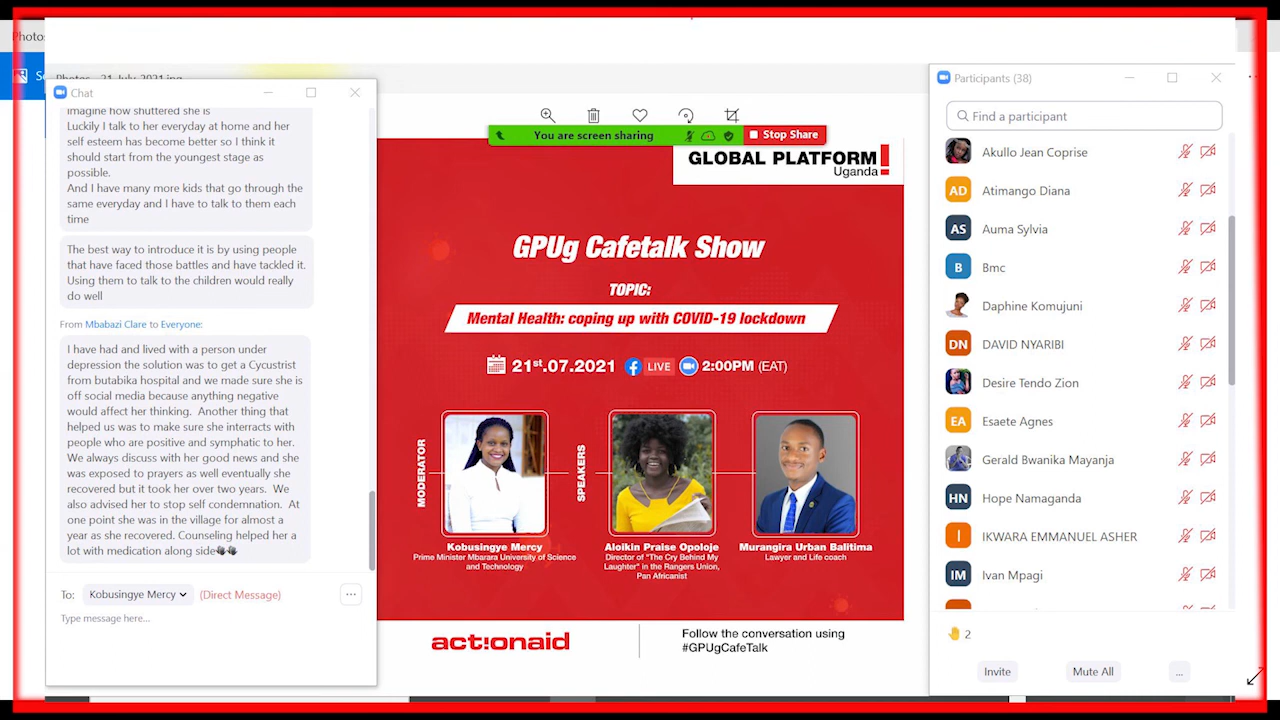 Photos
Photos - 21 July, 2021.jpg
Chat
imagine how shuttered she is
Luckily I talk to her everyday at home and her
self esteem has become better so I think it
should start from the youngest stage as
possible.
And I have many more kids that go through the
same everyday and I have to talk to them each
time
The best way to introduce it is by using people
that have faced those battles and have tackled it.
Using them to talk to the children would really
do well
From Mbabazi Clare to Everyone:
I have had and lived with a person under
depression the solution was to get a Cycustrist
from butabika hospital and we made sure she is
off social media because anything negative
would affect her thinking. Another thing that
helped us was to make sure she interracts with
people who are positive and symphatic to her.
We always discuss with her good news and she
was exposed to prayers as well eventually she
recovered but it took her over two years. We
also advised her to stop self condemnation. At
one point she was in the village for almost a
year as she recovered. Counseling helped her a
lot with medication along side👋👋
To: Kobusingye Mercy (Direct Message)
...
Type message here...
You are screen sharing
Stop Share
GLOBAL PLATFORM!
Uganda
GPUg Cafetalk Show
TOPIC:
Mental Health: coping up with COVID-19 lockdown
21st.07.2021 LIVE 2:00PM (EAT)
MODERATOR
SPEAKERS
Kobusingye Mercy
Prime Minister Mbarara University of Science
and Technology
Aloikin Praise Opoloje
Director of "The Cry Behind My
Laughter" in the Rangers Union,
Pan Africanist
Murangira Urban Balitima
Lawyer and Life coach
act!onaid
Follow the conversation using
#GPUgCafeTalk
Participants (38)
Find a participant
Akullo Jean Coprise
AD Atimango Diana
AS Auma Sylvia
B Bmc
Daphine Komujuni
DN DAVID NYARIBI
Desire Tendo Zion
EA Esaete Agnes
Gerald Bwanika Mayanja
HN Hope Namaganda
I IKWARA EMMANUEL ASHER
IM Ivan Mpagi
✋ 2
Invite
Mute All
...